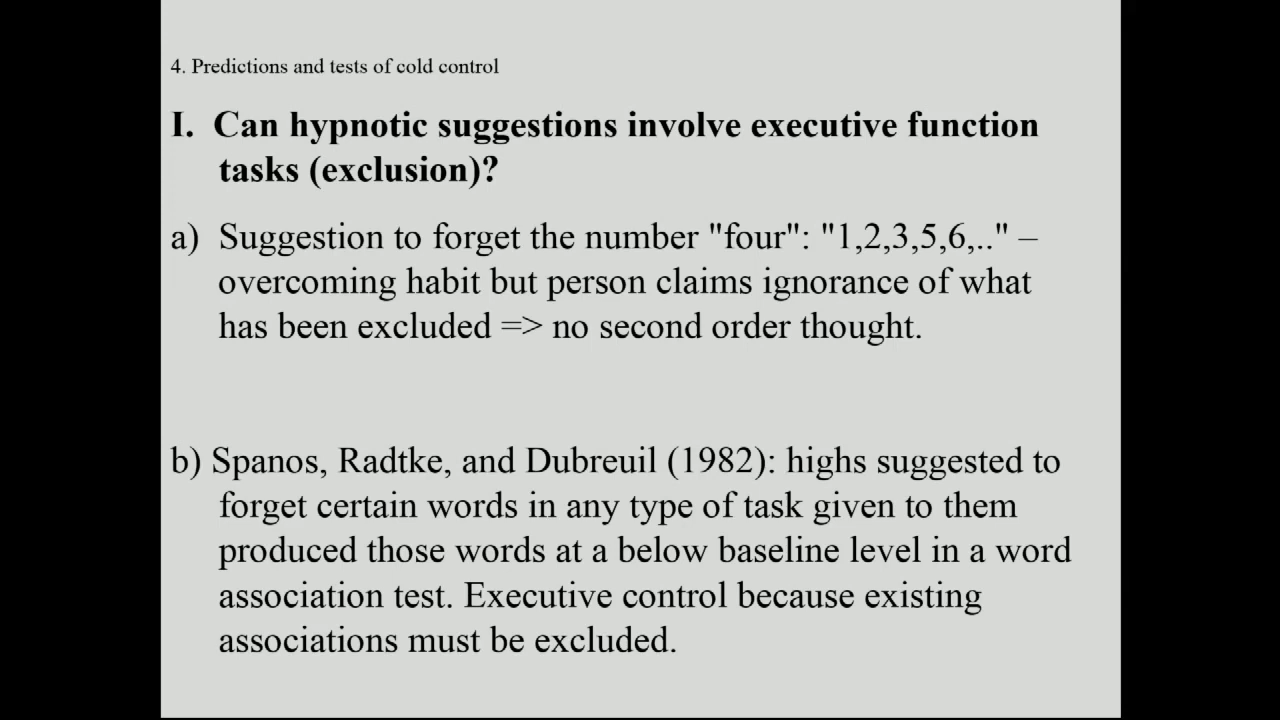 4. Predictions and tests of cold control
I. Can hypnotic suggestions involve executive function
tasks (exclusion)?
a) Suggestion to forget the number "four": "1,2,3,5,6,.." –
overcoming habit but person claims ignorance of what
has been excluded => no second order thought.
b) Spanos, Radtke, and Dubreuil (1982): highs suggested to
forget certain words in any type of task given to them
produced those words at a below baseline level in a word
association test. Executive control because existing
associations must be excluded.